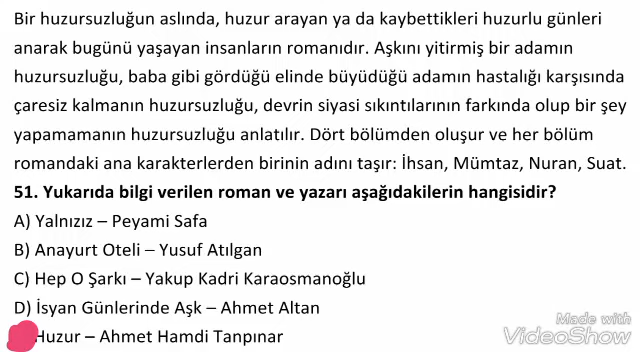 Bir huzursuzluğun aslında, huzur arayan ya da kaybettikleri huzurlu günleri
anarak bugünü yaşayan insanların romanıdır. Aşkını yitirmiş bir adamın
huzursuzluğu, baba gibi gördüğü elinde büyüdüğü adamın hastalığı karşısında
çaresiz kalmanın huzursuzluğu, devrin siyasi sıkıntılarının farkında olup bir şey
yapamamanın huzursuzluğu anlatılır. Dört bölümden oluşur ve her bölüm
romandaki ana karakterlerden birinin adını taşır: İhsan, Mümtaz, Nuran, Suat.
51. Yukarıda bilgi verilen roman ve yazarı aşağıdakilerin hangisidir?
A) Yalnızız – Peyami Safa
B) Anayurt Oteli – Yusuf Atılgan
C) Hep O Şarkı – Yakup Kadri Karaosmanoğlu
D) İsyan Günlerinde Aşk – Ahmet Altan
Huzur – Ahmet Hamdi Tanpınar
Made with
VideoShow